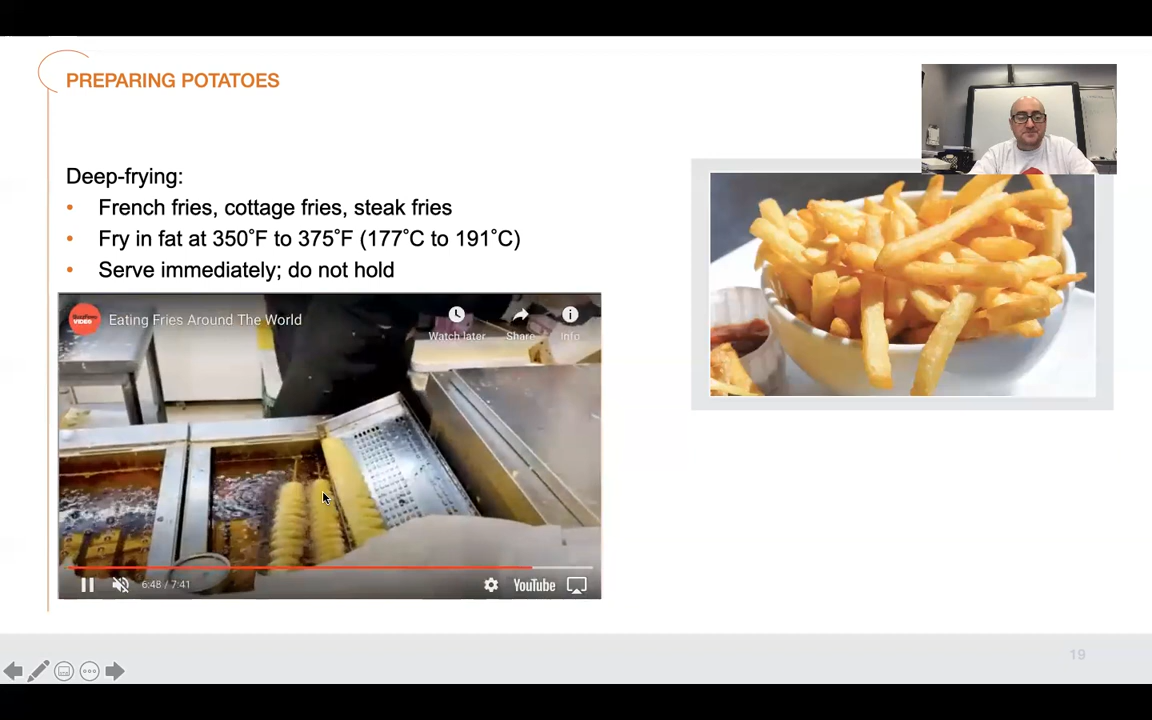 PREPARING POTATOES
Deep-frying:
• French fries, cottage fries, steak fries
• Fry in fat at 350˚F to 375˚F (177˚C to 191˚C)
• Serve immediately; do not hold
Eating Fries Around The World
Watch later
Share
Info
6:48 / 7:41
YouTube
19